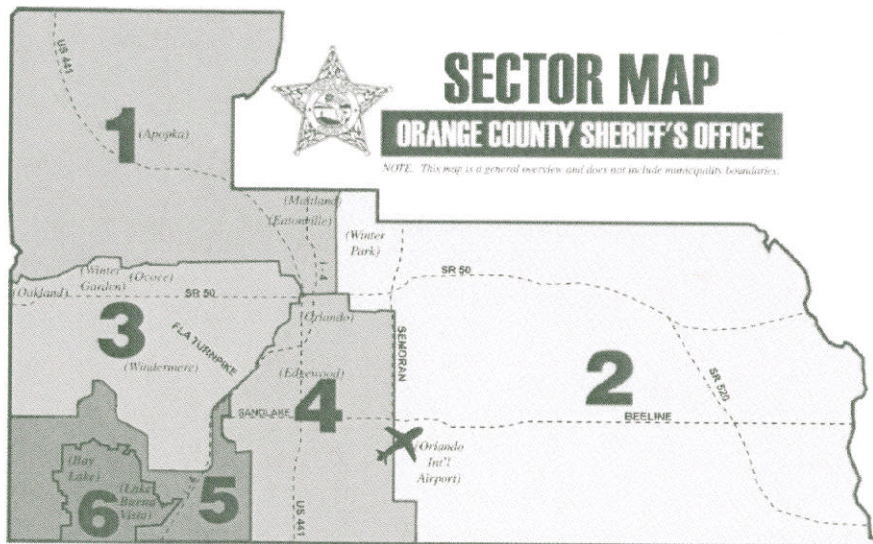 SECTOR MAP
ORANGE COUNTY SHERIFF'S OFFICE
NOTE. This map is a general overview and does not include municipality boundaries.
US 441
1
(Apopka)
(Maitland)
(Eatonville)
(Winter
Park)
I-4
SR 50
(Winter
Garden)
(Ocoee)
(Oakland)
SR 50
3
FLA TURNPIKE
(Windermere)
(Orlando)
(Edgewood)
SEMORAN
4
SANDLAKE
2
SR 520
BEELINE
(Orlando
Int'l
Airport)
(Bay
Lake)
(Lake
Buena
Vista)
6
5
US 441